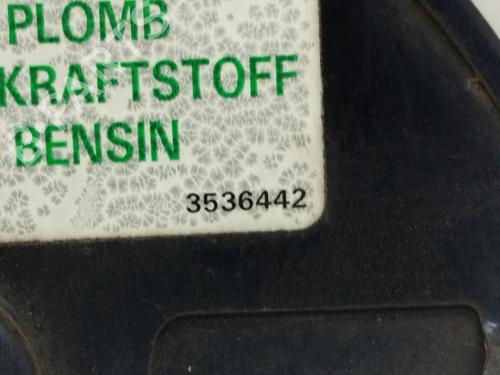 PLOMB
KRAFTSTOFF
BENSIN
3536442